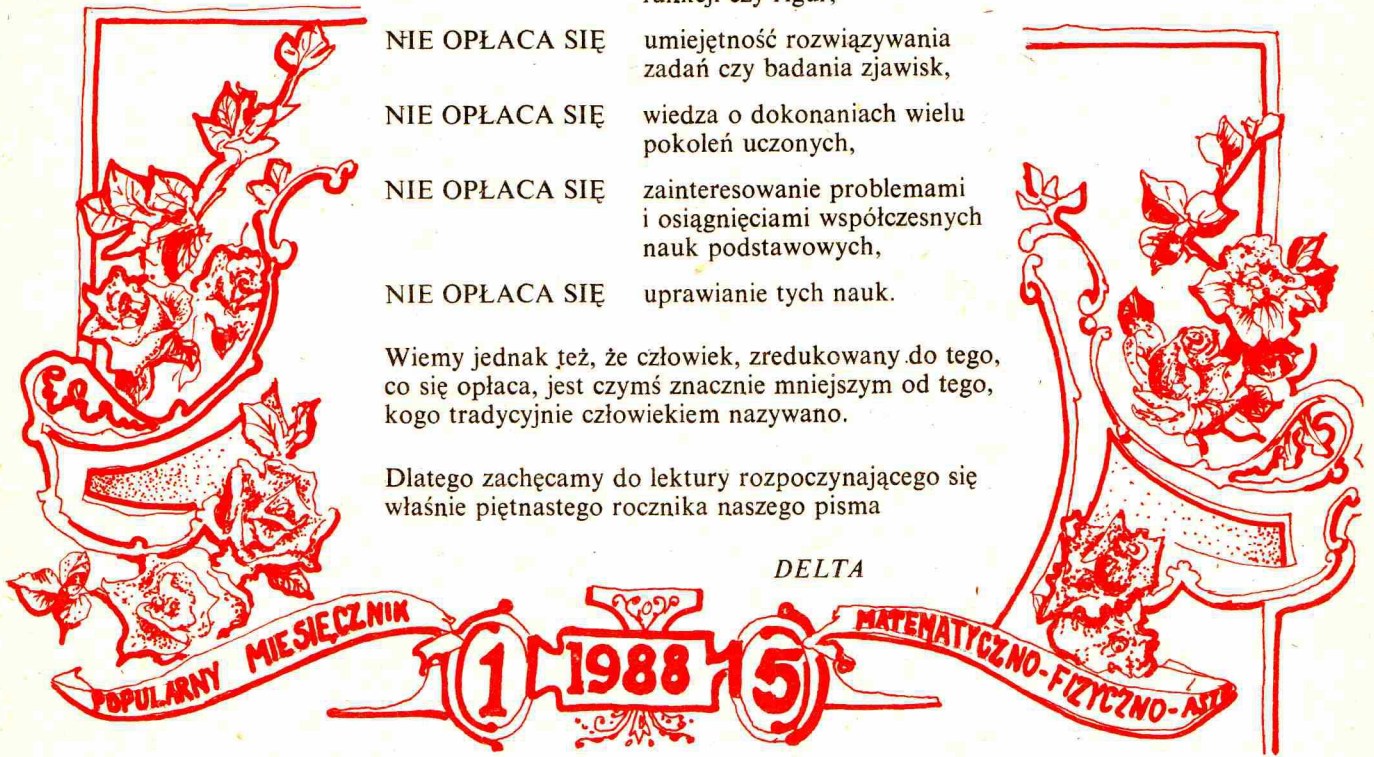 NIE OPŁACA SIĘ umiejętność rozwiązywania
zadań czy badania zjawisk,
NIE OPŁACA SIĘ wiedza o dokonaniach wielu
pokoleń uczonych,
NIE OPŁACA SIĘ zainteresowanie problemami
i osiągnięciami współczesnych
nauk podstawowych,
NIE OPŁACA SIĘ uprawianie tych nauk.
Wiemy jednak też, że człowiek, zredukowany do tego,
co się opłaca, jest czymś znacznie mniejszym od tego,
kogo tradycyjnie człowiekiem nazywano.
Dlatego zachęcamy do lektury rozpoczynającego się
właśnie piętnastego rocznika naszego pisma
DELTA
POPULARNY MIESIĘCZNIK
1 1988 5
MATEMATYCZNO-FIZYCZNO-